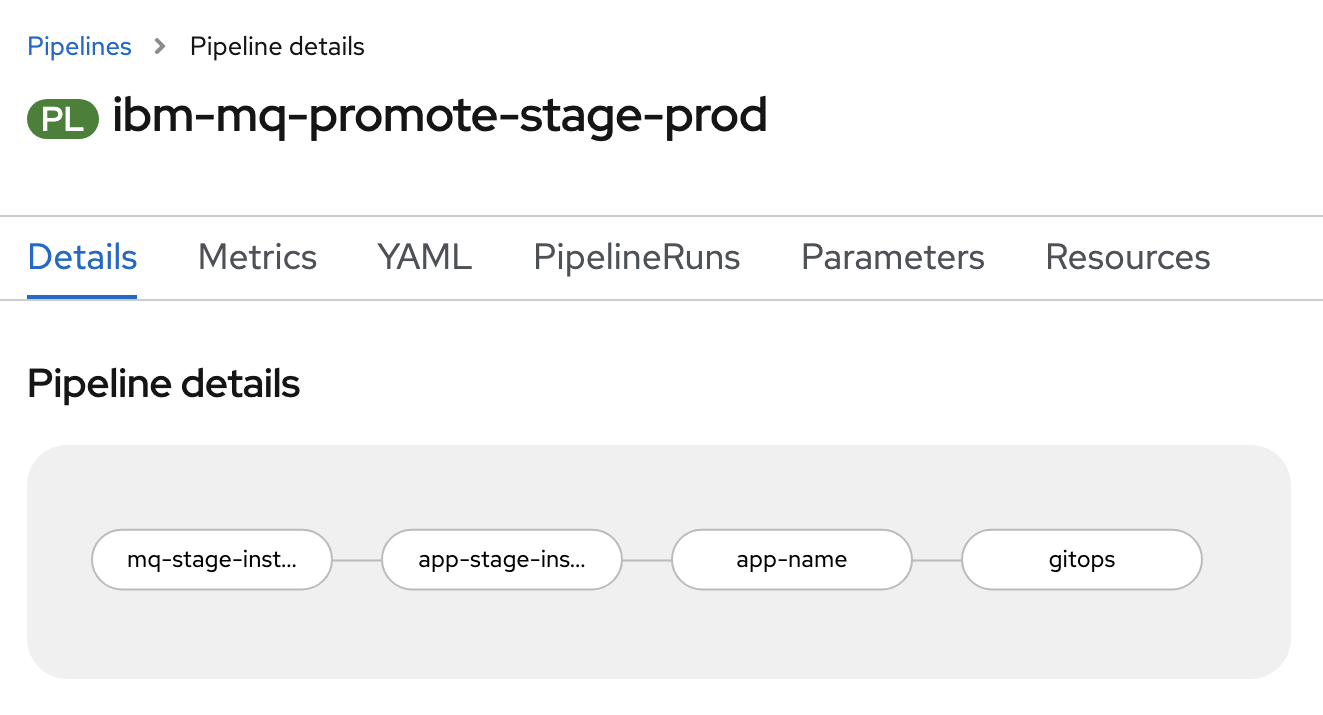 Pipelines > Pipeline details
PL ibm-mq-promote-stage-prod
Details Metrics YAML PipelineRuns Parameters Resources
Pipeline details
mq-stage-inst... app-stage-ins... app-name gitops